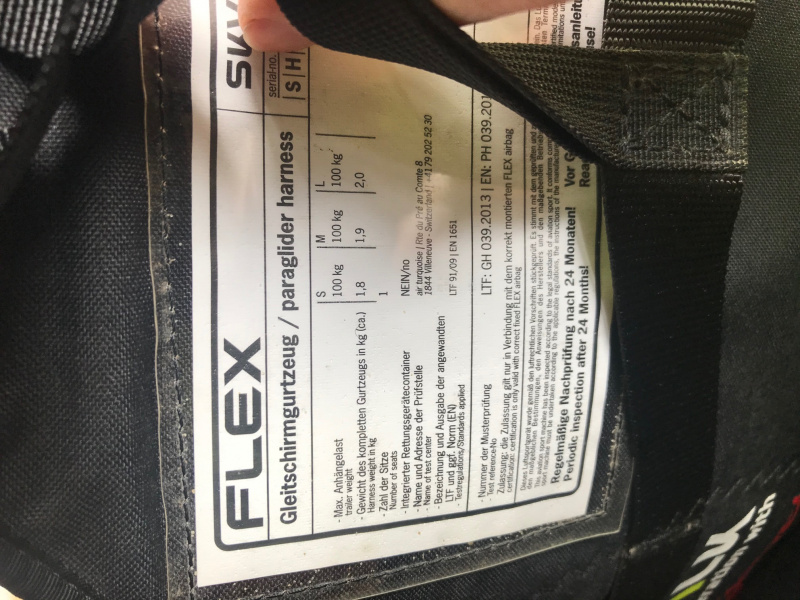 FLEX
SKY
Gleitschirmgurtzeug / paraglider harness
serial-no.
S H
S M L
- Max. Anhängelast 100 kg 100 kg 100 kg
trailer weight
- Gewicht des kompletten Gurtzeugs in kg (ca.) 1,8 1,9 2,0
Harness weight in kg
- Zahl der Sitze 1
Number of seats
- Integrierter Rettungsgerätecontainer NEIN/no
- Name und Adresse der Prüfstelle air turquoise | Rte du Pré au Comte 8
Name of test center 1844 Villeneuve - Switzerland | +4179 202 52 30
- Bezeichnung und Ausgabe der angewandten
LTF und ggf. Norm (EN) LTF 91/09 | EN 1651
Testregulations/Standards applied
- Nummer der Musterprüfung LTF: GH 039.2013 | EN: PH 039.201
Test reference-No
Zulassung: die Zulassung gilt nur in Verbindung mit dem korrekt montierten FLEX airbag
certification: certification is only valid with correct fixed FLEX airbag
Regelmäßige Nachprüfung nach 24 Monaten!
Periodic inspection after 24 Months!
Vor G
Rea
sanleit
se!
with